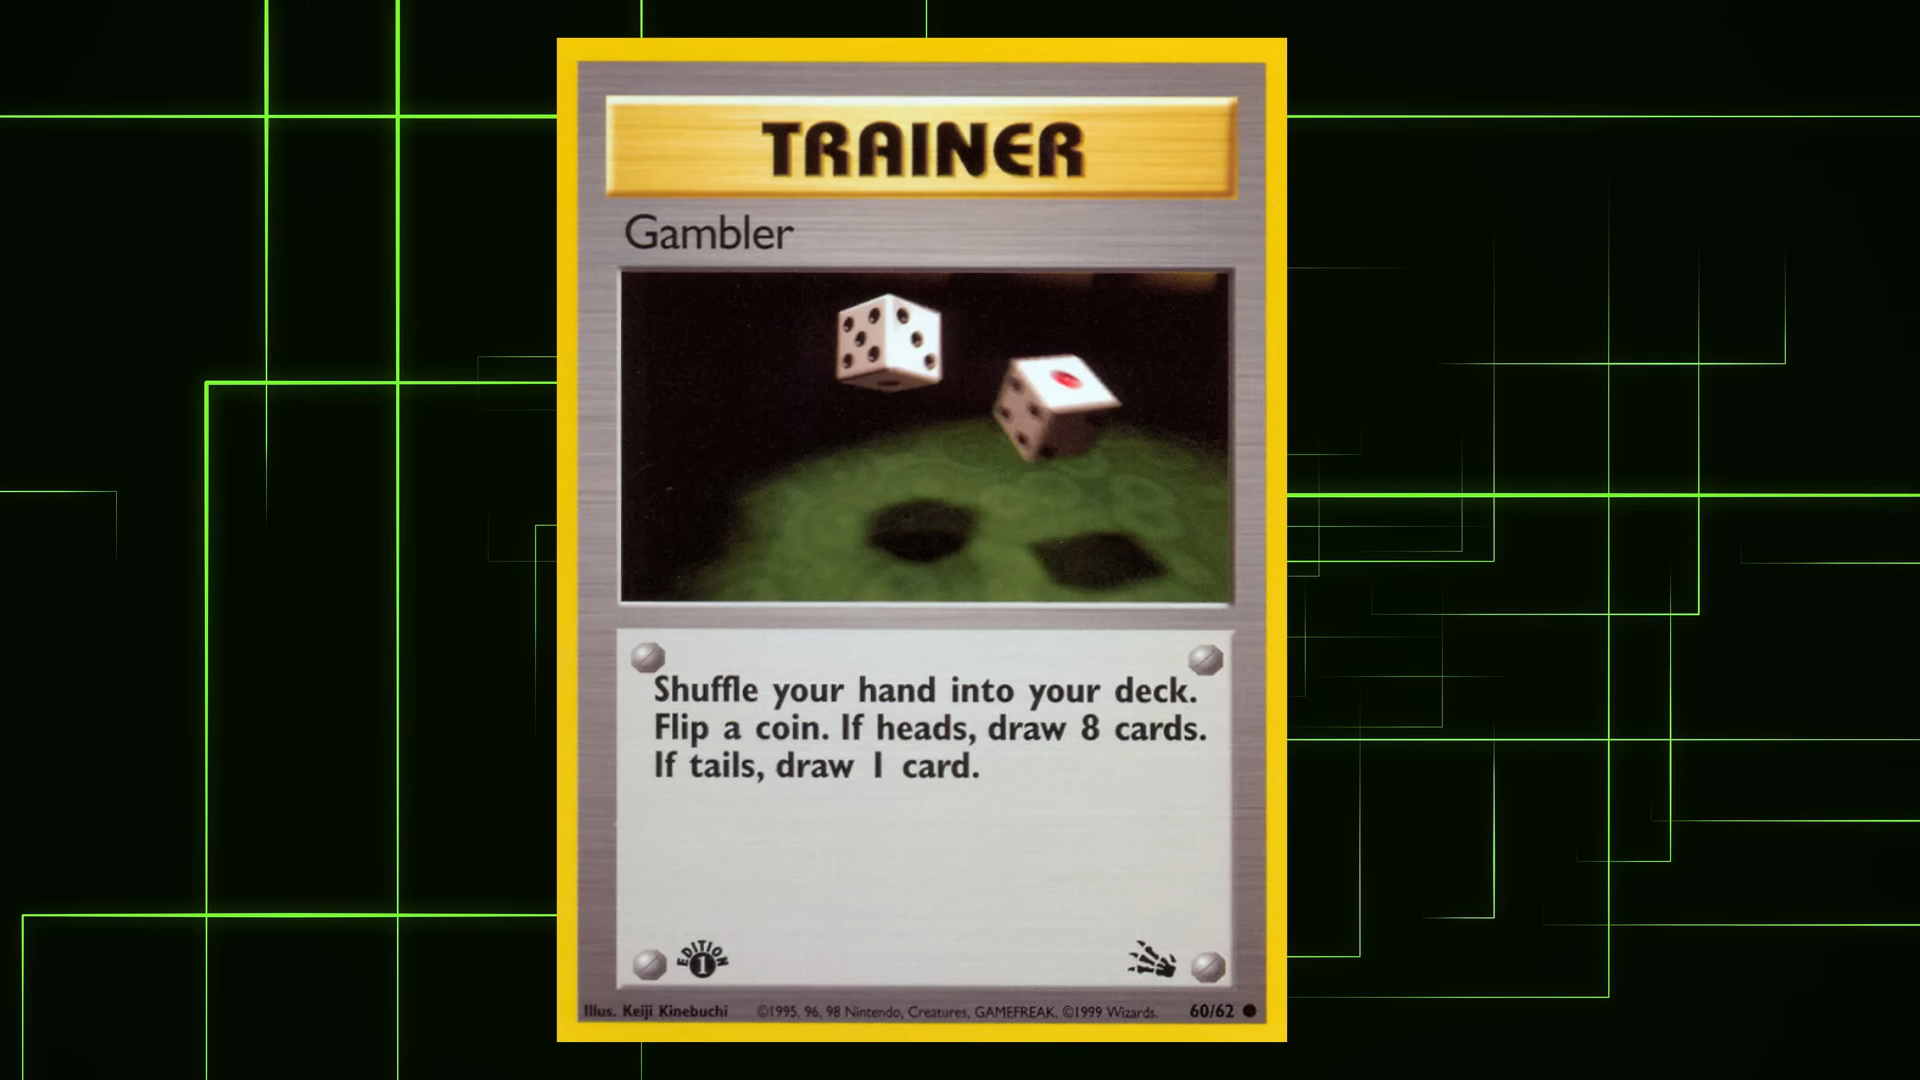 TRAINER
Gambler
Shuffle your hand into your deck.
Flip a coin. If heads, draw 8 cards.
If tails, draw 1 card.
EDITION
1
Illus. Keiji Kinebuchi ©1995, 96, 98 Nintendo, Creatures, GAMEFREAK. ©1999 Wizards. 60/62